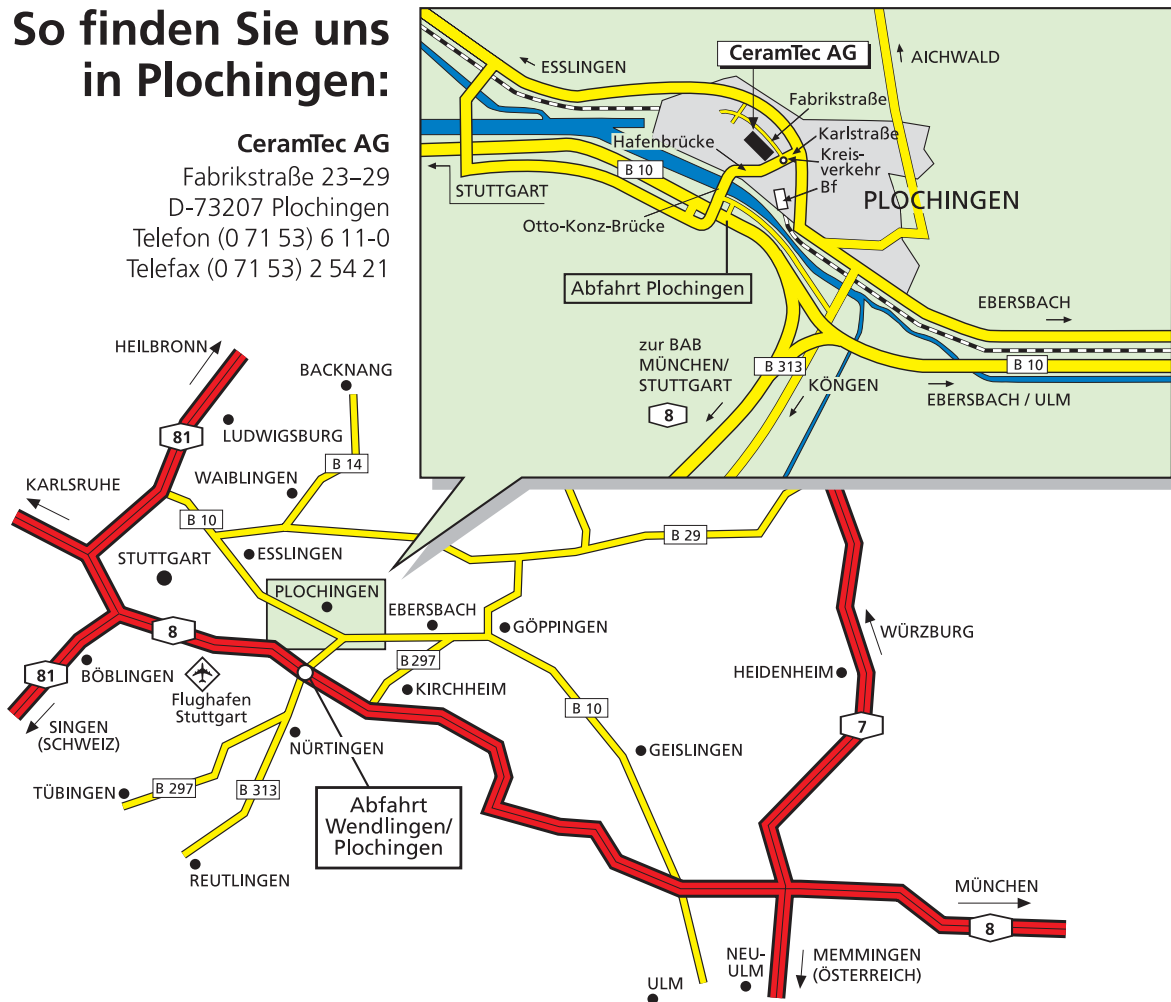 So finden Sie uns
in Plochingen:
CeramTec AG
Fabrikstraße 23–29
D-73207 Plochingen
Telefon (0 71 53) 6 11-0
Telefax (0 71 53) 2 54 21
CeramTec AG
ESSLINGEN
AICHWALD
Fabrikstraße
Karlstraße
Hafenbrücke
Kreis-
verkehr
Bf
B 10
STUTTGART
PLOCHINGEN
Otto-Konz-Brücke
Abfahrt Plochingen
EBERSBACH
zur BAB
MÜNCHEN/
STUTTGART
8
B 313
KÖNGEN
B 10
EBERSBACH / ULM
HEILBRONN
BACKNANG
81
LUDWIGSBURG
B 14
WAIBLINGEN
KARLSRUHE
B 10
B 29
ESSLINGEN
STUTTGART
PLOCHINGEN
EBERSBACH
GÖPPINGEN
8
WÜRZBURG
B 297
81
BÖBLINGEN
Flughafen
Stuttgart
KIRCHHEIM
HEIDENHEIM
B 10
SINGEN
(SCHWEIZ)
7
NÜRTINGEN
GEISLINGEN
TÜBINGEN
B 297
B 313
Abfahrt
Wendlingen/
Plochingen
REUTLINGEN
MÜNCHEN
8
NEU-
ULM
MEMMINGEN
(ÖSTERREICH)
ULM